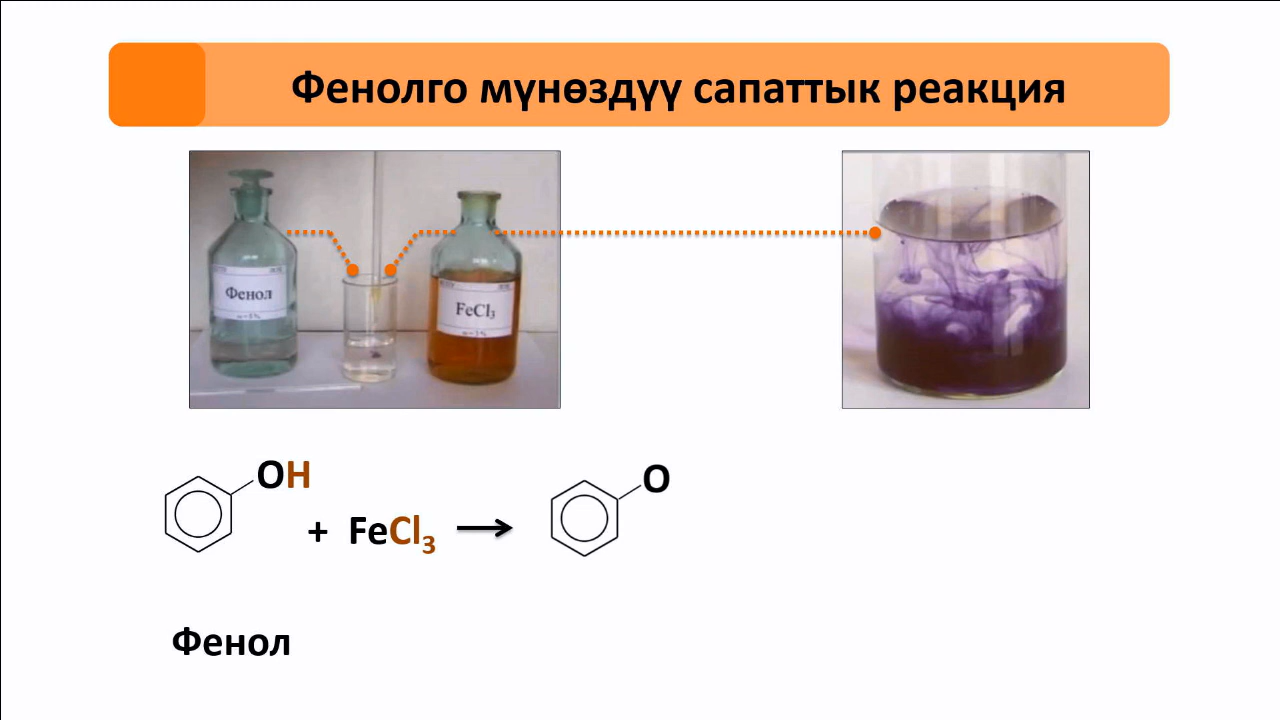 Фенолго мүнөздүү сапаттык реакция
Фенол
FeCl₃
OH
+ FeCl₃ →
O
Фенол